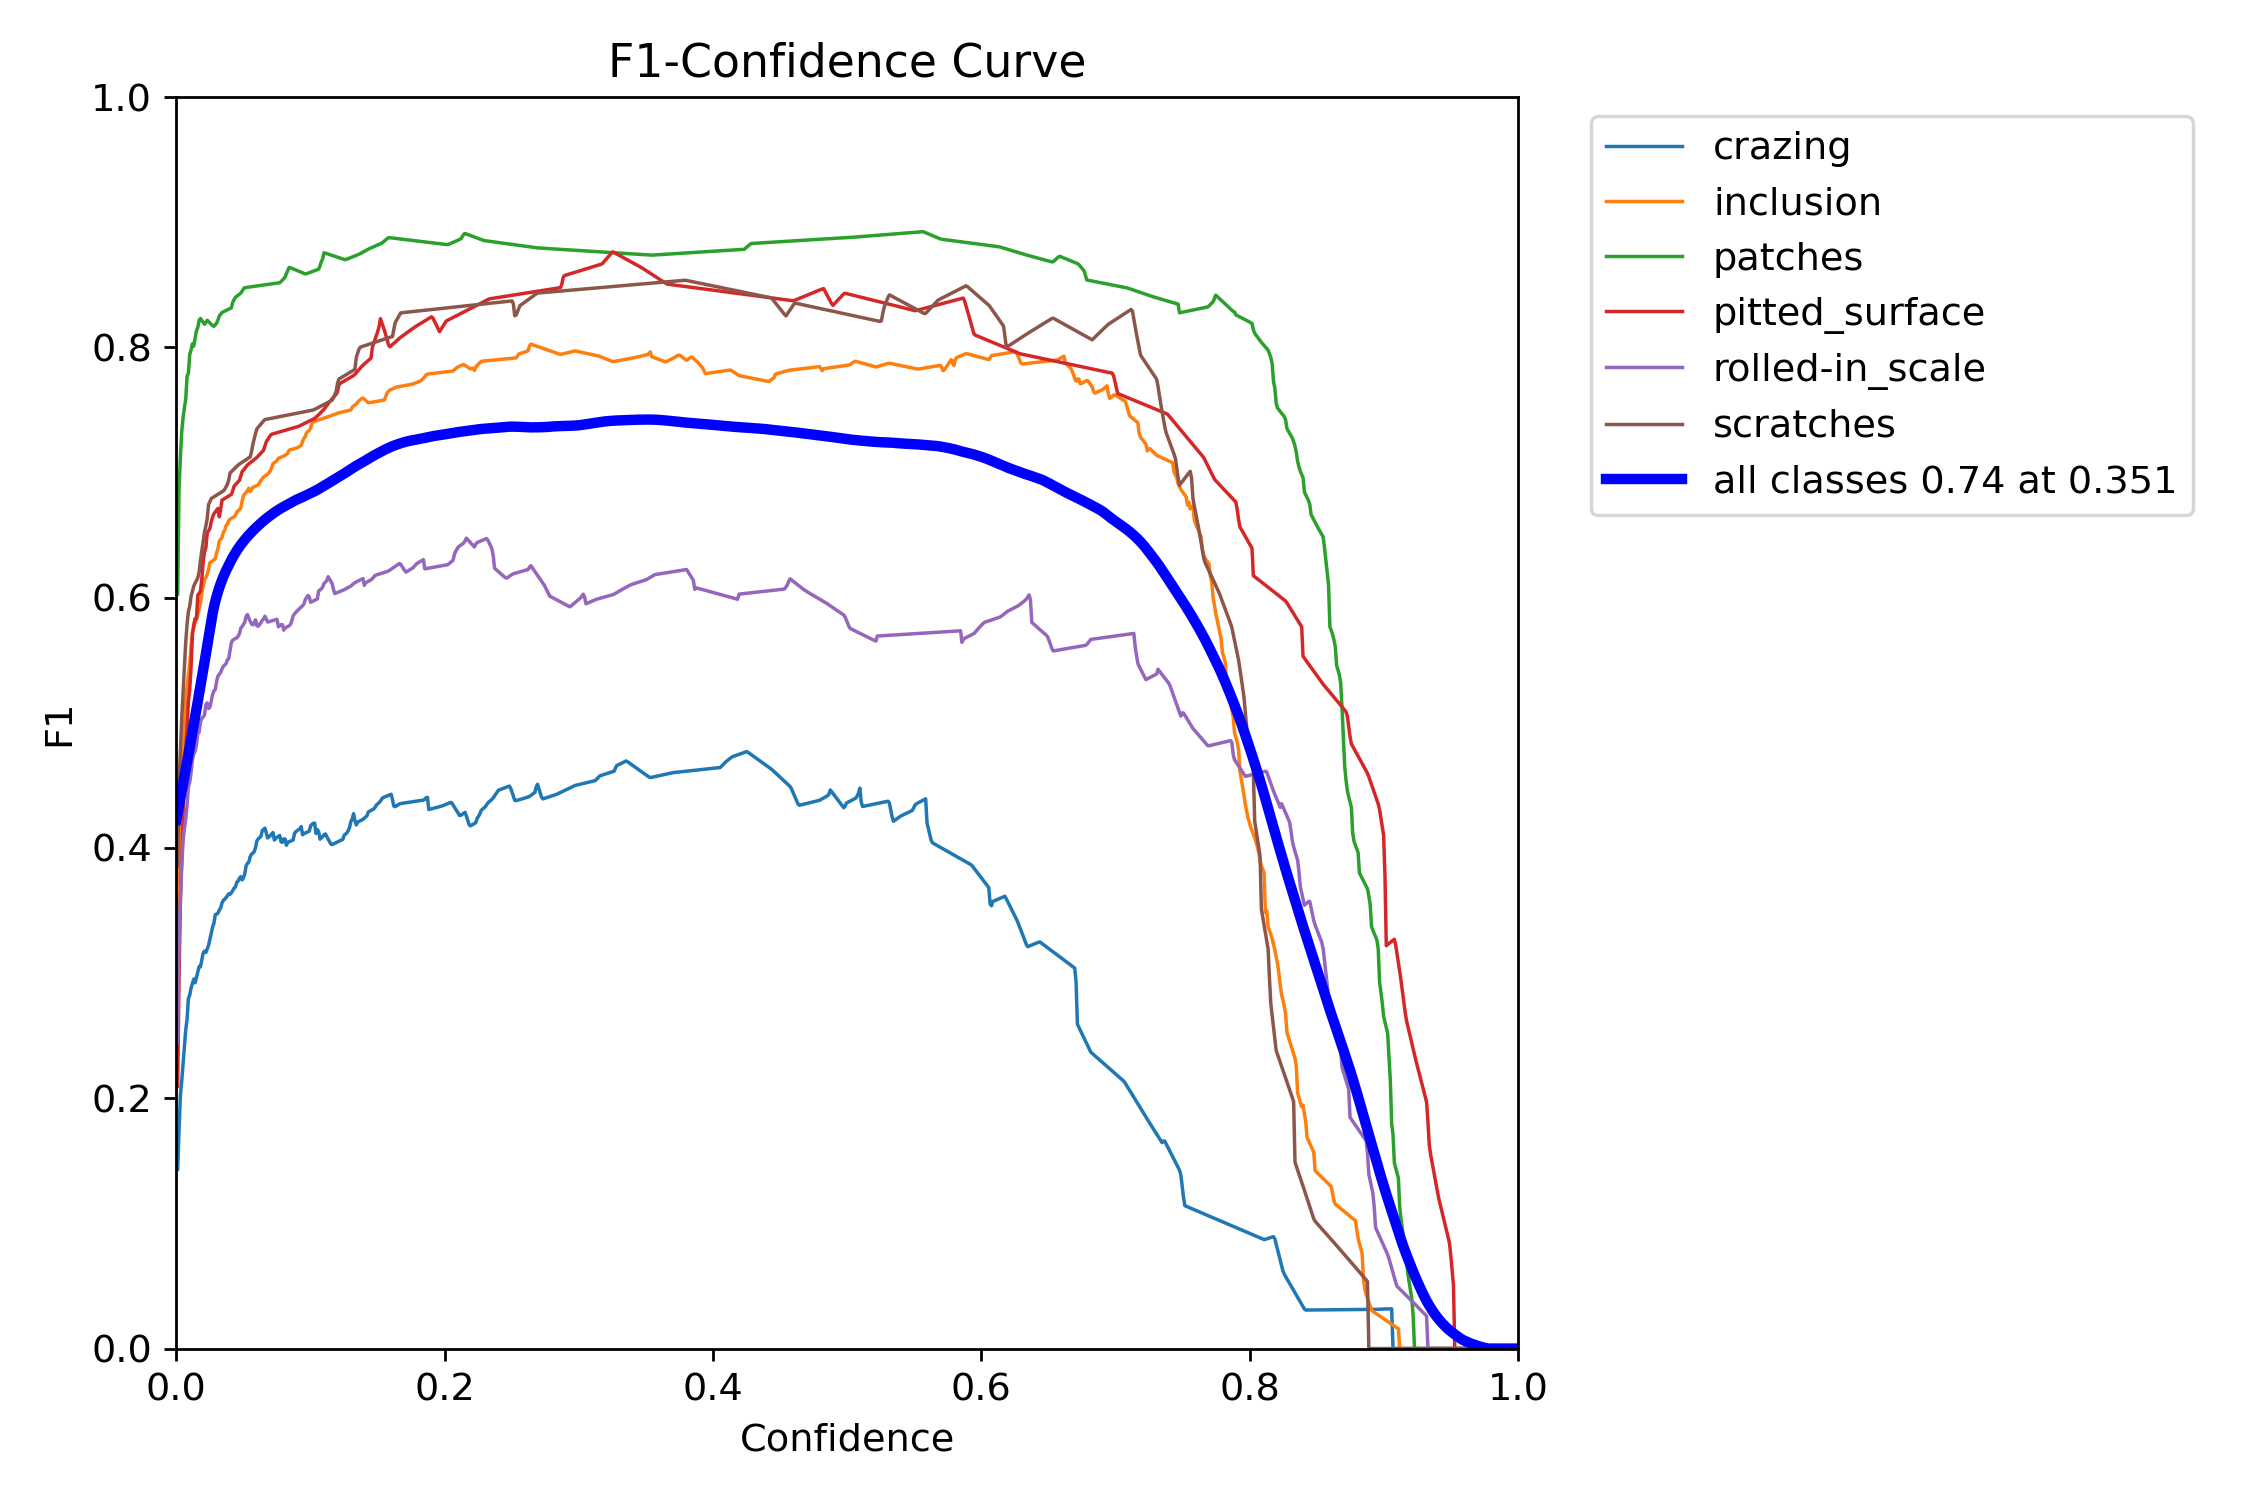 F1-Confidence Curve
1.0
0.8
0.6
0.4
0.2
0.0
F1
0.0 0.2 0.4 0.6 0.8 1.0
Confidence
crazing
inclusion
patches
pitted_surface
rolled-in_scale
scratches
all classes 0.74 at 0.351